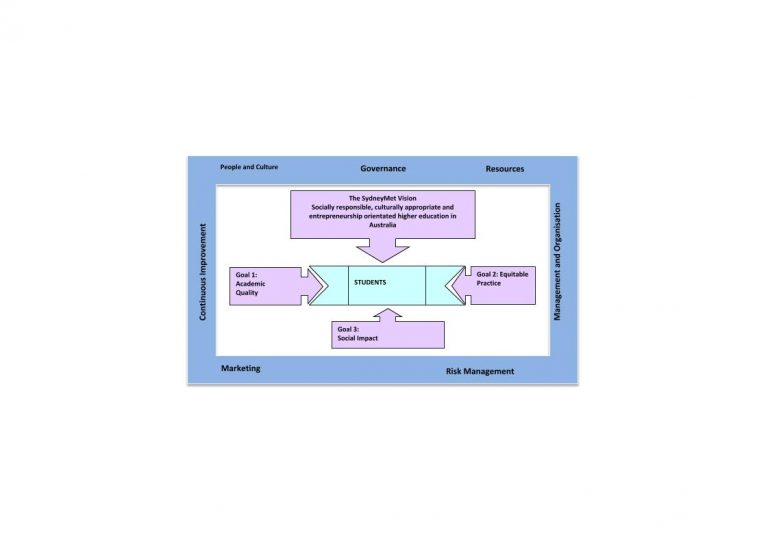 People and Culture
Governance
Resources
Continuous Improvement
The SydneyMet Vision
Socially responsible, culturally appropriate and
entrepreneurship orientated higher education in
Australia
Management and Organisation
Goal 1:
Academic
Quality
STUDENTS
Goal 2: Equitable
Practice
Goal 3:
Social Impact
Marketing
Risk Management